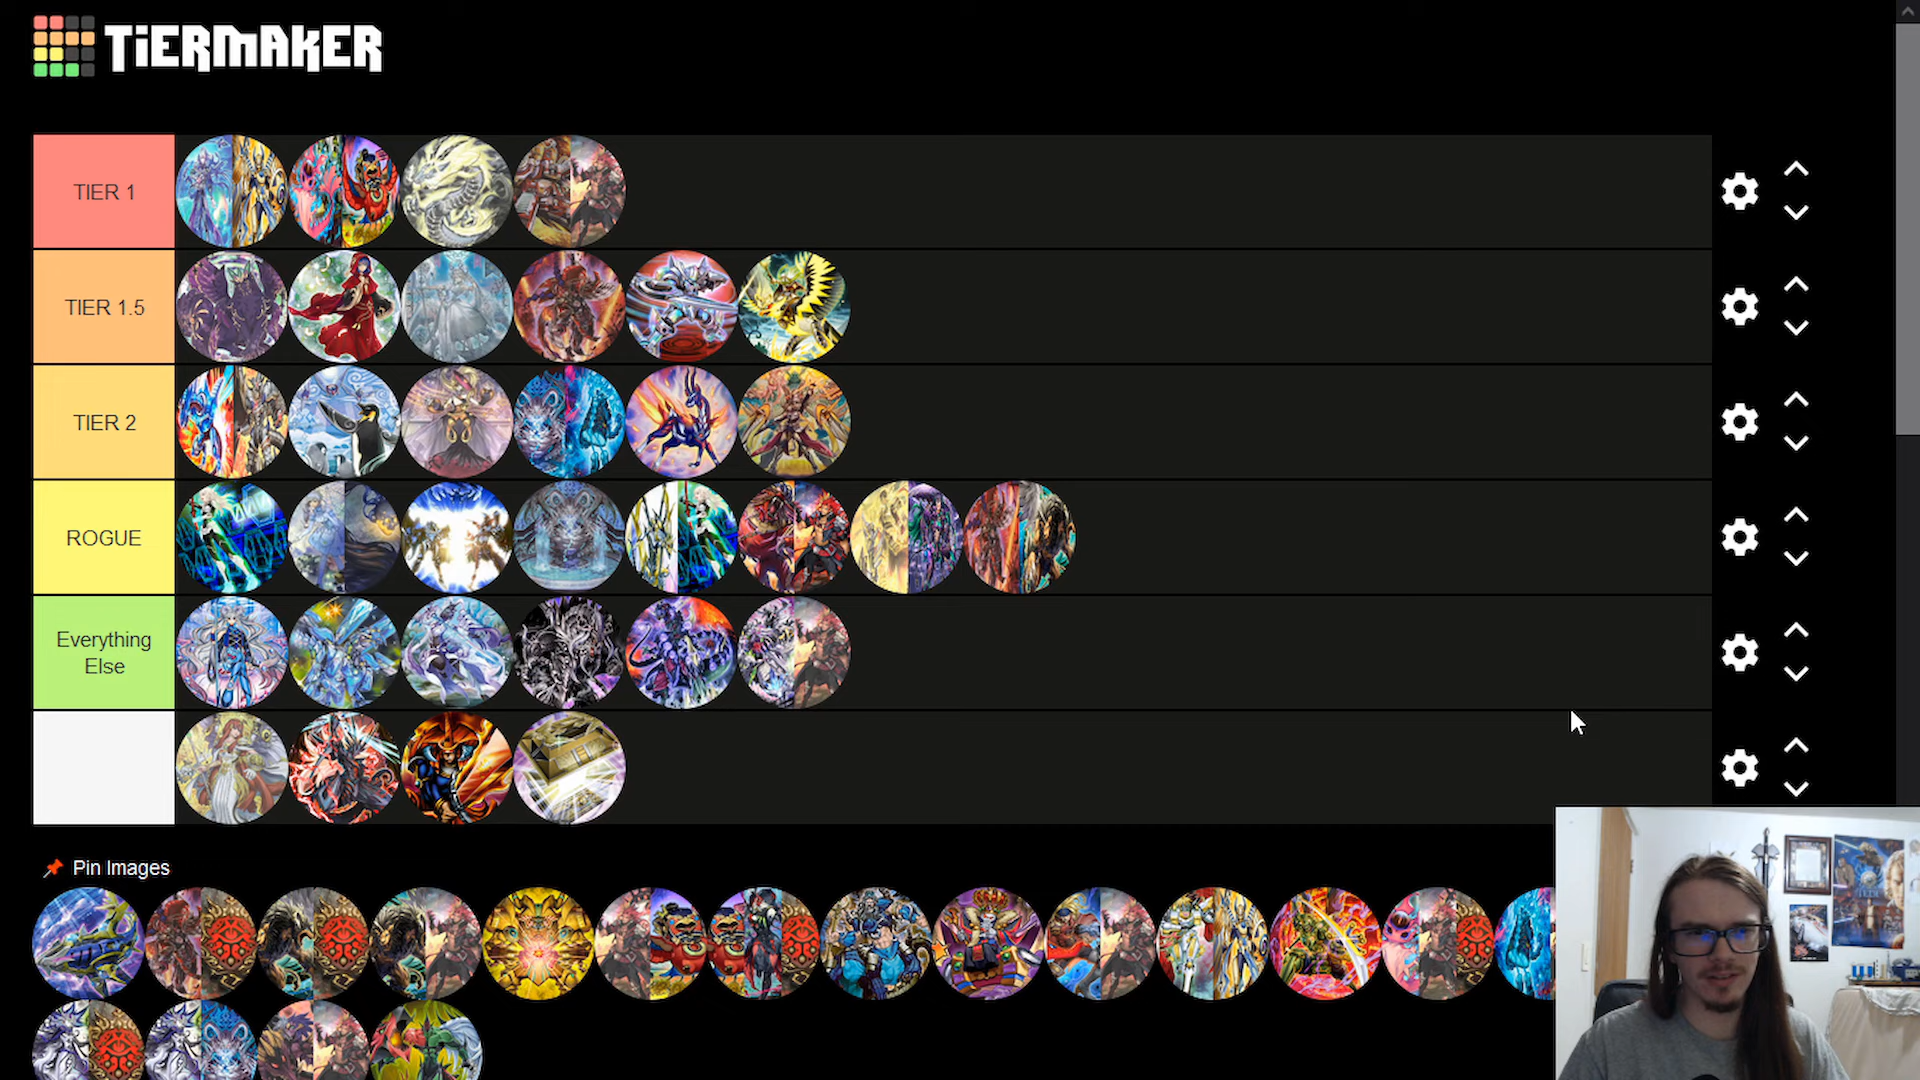 TiERMAKER
TIER 1
TIER 1.5
TIER 2
ROGUE
Everything
Else
Pin Images